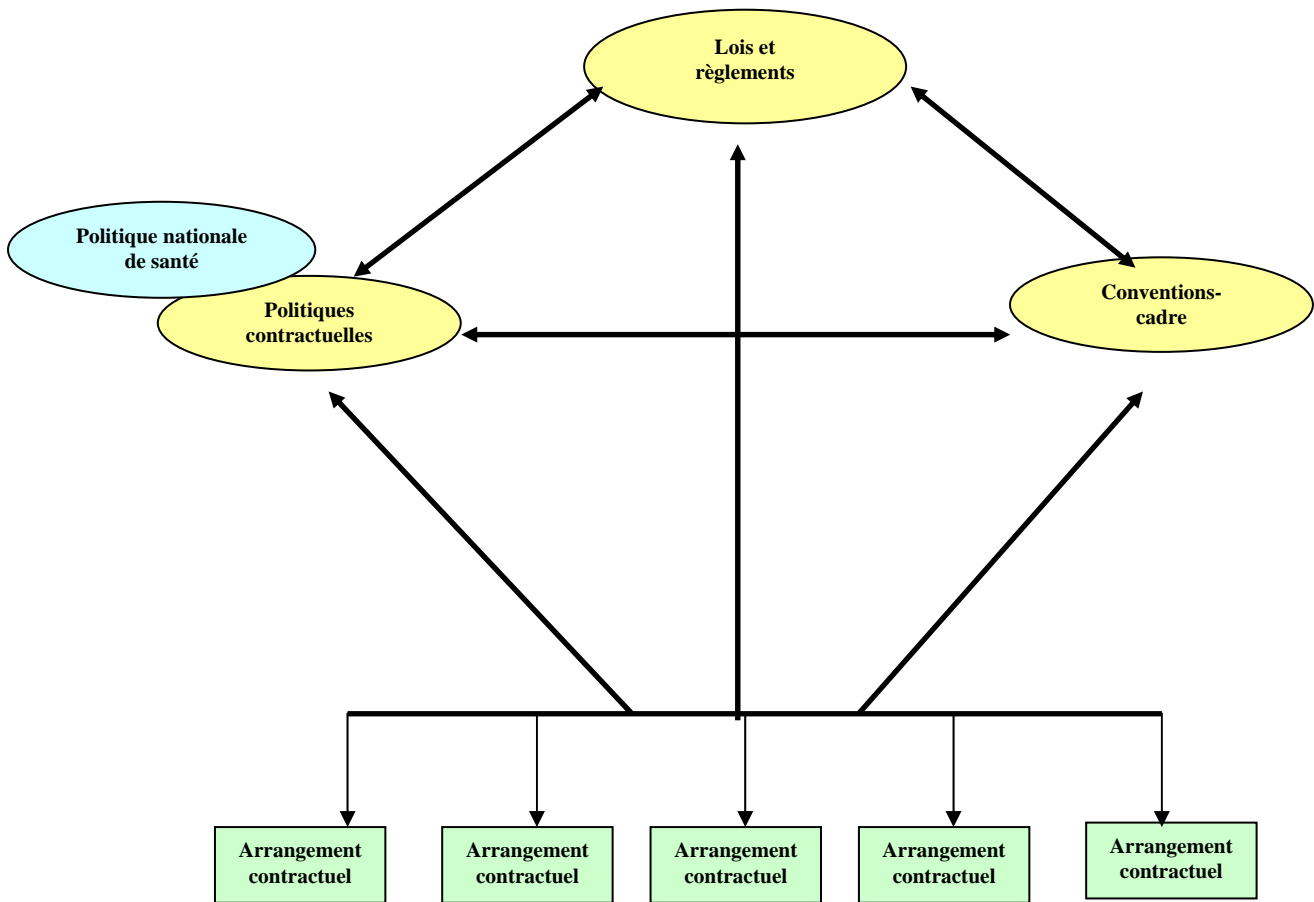 Lois et
règlements
Politique nationale
de santé
Politiques
contractuelles
Conventions-
cadre
Arrangement
contractuel
Arrangement
contractuel
Arrangement
contractuel
Arrangement
contractuel
Arrangement
contractuel